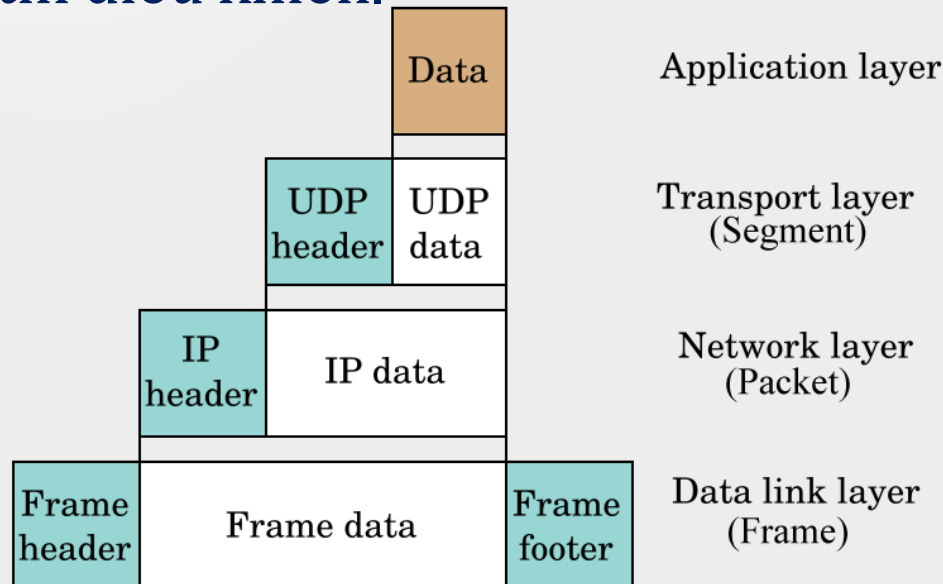 Data
Application layer
UDP
header
UDP
data
Transport layer
(Segment)
IP
header
IP data
Network layer
(Packet)
Frame
header
Frame data
Frame
footer
Data link layer
(Frame)